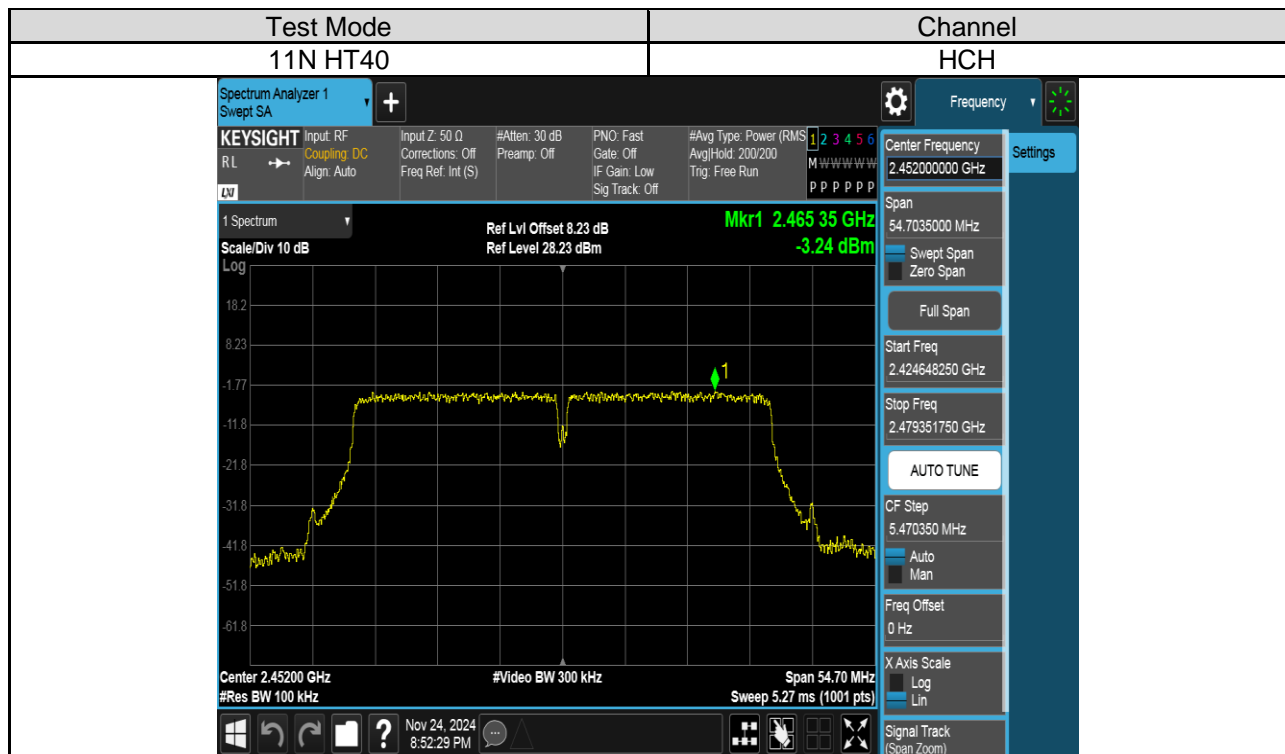 Test Mode Channel
11N HT40 HCH
Spectrum Analyzer 1
Swept SA
+
Frequency
KEYSIGHT Input: RF Input Z: 50 Ω #Atten: 30 dB PNO: Fast #Avg Type: Power (RMS 1 2 3 4 5 6
RL Coupling: DC Corrections: Off Preamp: Off Gate: Off Avg|Hold: 200/200 M W W W W W
Align: Auto Freq Ref: Int (S) IF Gain: Low Trig: Free Run
LXI Sig Track: Off P P P P P P
1 Spectrum
Ref Lvl Offset 8.23 dB
Mkr1 2.465 35 GHz
Scale/Div 10 dB Ref Level 28.23 dBm -3.24 dBm
Log
18.2
8.23
-1.77
-11.8
-21.8
-31.8
-41.8
-51.8
-61.8
1
Center 2.45200 GHz #Video BW 300 kHz Span 54.70 MHz
#Res BW 100 kHz Sweep 5.27 ms (1001 pts)
?
Nov 24, 2024
8:52:29 PM
Center Frequency
2.452000000 GHz
Settings
Span
54.7035000 MHz
Swept Span
Zero Span
Full Span
Start Freq
2.424648250 GHz
Stop Freq
2.479351750 GHz
AUTO TUNE
CF Step
5.470350 MHz
Auto
Man
Freq Offset
0 Hz
X Axis Scale
Log
Lin
Signal Track
(Span Zoom)